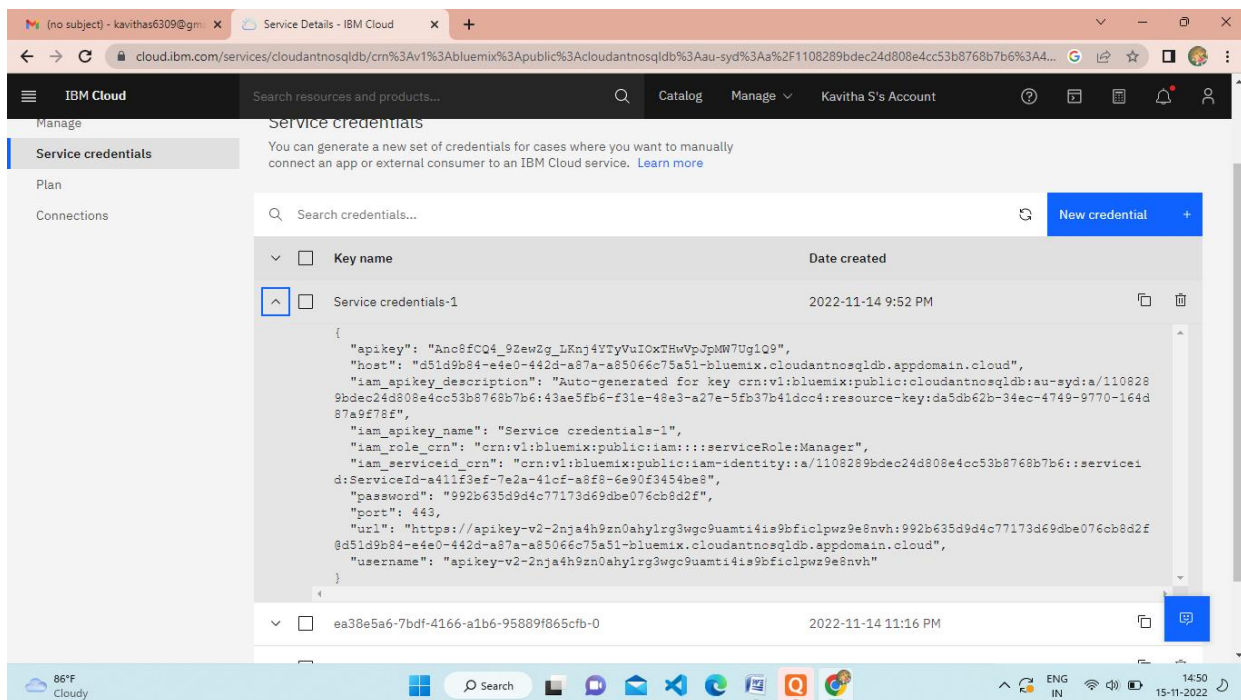 (no subject) - kavithas6309@gm
Service Details - IBM Cloud
cloud.ibm.com/services/cloudantnosqldb/crn%3Av1%3Abluemix%3Apublic%3Acloudantnosqldb%3Aau-syd%3Aa%2F1108289bdec24d808e4cc53b8768b7b6%3A4...
IBM Cloud
Search resources and products...
Catalog
Manage
Kavitha S's Account
Manage
Service credentials
Plan
Connections
Service credentials
You can generate a new set of credentials for cases where you want to manually
connect an app or external consumer to an IBM Cloud service. Learn more
Search credentials...
New credential +
Key name
Date created
Service credentials-1
2022-11-14 9:52 PM
{
"apikey": "Anc8fCQ4_9ZewZg_LKnj4YTyVuIOxTHwVpJpMW7Ug1Q9",
"host": "d51d9b84-e4e0-442d-a87a-a85066c75a51-bluemix.cloudantnosqldb.appdomain.cloud",
"iam_apikey_description": "Auto-generated for key crn:v1:bluemix:public:cloudantnosqldb:au-syd:a/110828
9bdec24d808e4cc53b8768b7b6:43ae5fb6-f31e-48e3-a27e-5fb37b41dcc4:resource-key:da5db62b-34ec-4749-9770-164d
87a9f78f",
"iam_apikey_name": "Service credentials-1",
"iam_role_crn": "crn:v1:bluemix:public:iam::::serviceRole:Manager",
"iam_serviceid_crn": "crn:v1:bluemix:public:iam-identity::a/1108289bdec24d808e4cc53b8768b7b6::servicei
d:ServiceId-a411f3ef-7e2a-41cf-a8f8-6e90f3454be8",
"password": "992b635d9d4c77173d69dbe076cb8d2f",
"port": 443,
"url": "https://apikey-v2-2nja4h9zn0ahy1rg3wgc9uamti4is9bficlpwz9e8nvh:992b635d9d4c77173d69dbe076cb8d2f
@d51d9b84-e4e0-442d-a87a-a85066c75a51-bluemix.cloudantnosqldb.appdomain.cloud",
"username": "apikey-v2-2nja4h9zn0ahy1rg3wgc9uamti4is9bficlpwz9e8nvh"
}
ea38e5a6-7bdf-4166-a1b6-95889f865cfb-0
2022-11-14 11:16 PM
86°F
Cloudy
Search
ENG
IN
14:50
15-11-2022